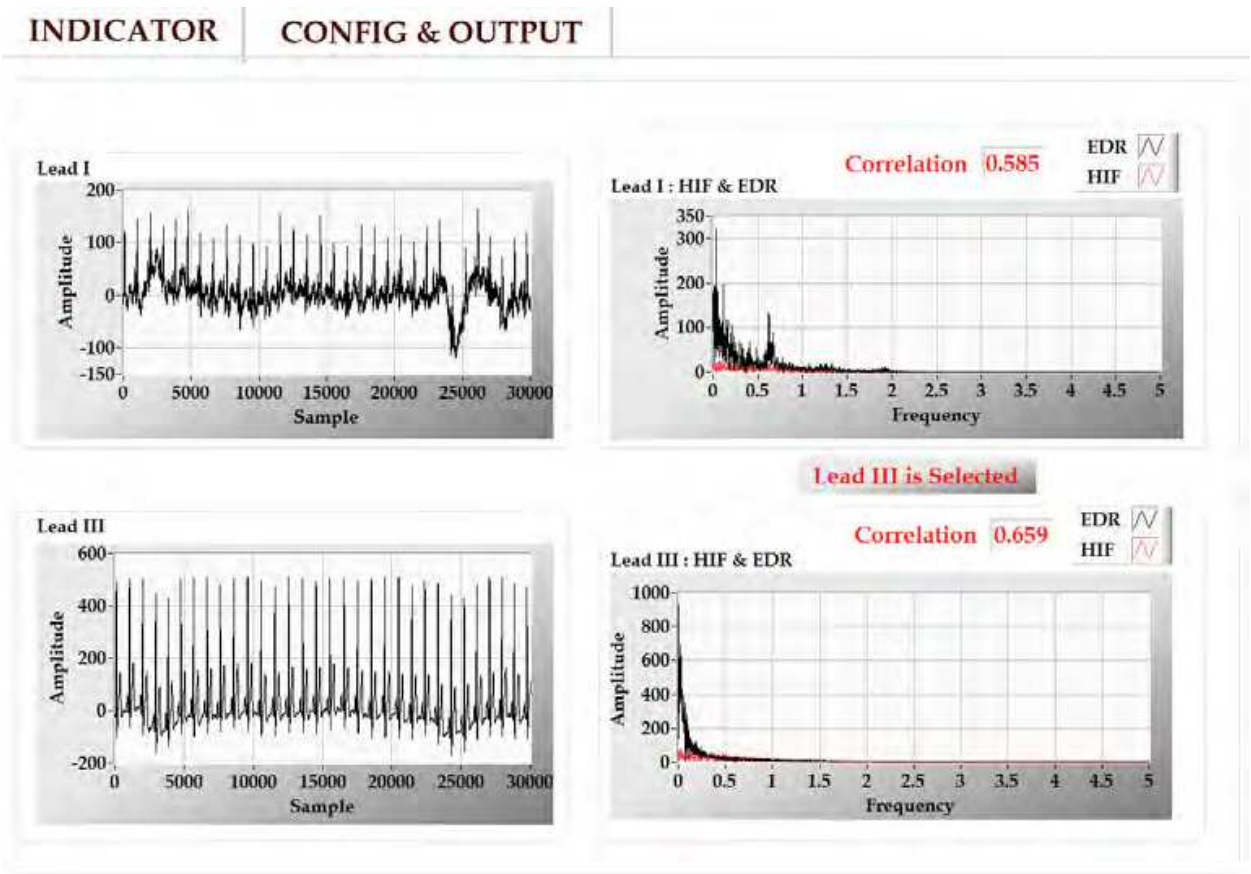 INDICATOR
CONFIG & OUTPUT
Lead I
200
100
0
-100
-150
Amplitude
0 5000 10000 15000 20000 25000 30000
Sample
Correlation 0.585
EDR
HIF
Lead I : HIF & EDR
350
300
200
100
0
Amplitude
0 0.5 1 1.5 2 2.5 3 3.5 4 4.5 5
Frequency
Lead III is Selected
Lead III
600
400
200
0
-200
Amplitude
0 5000 10000 15000 20000 25000 30000
Sample
Correlation 0.659
EDR
HIF
Lead III : HIF & EDR
1000
800
600
400
200
0
Amplitude
0 0.5 1 1.5 2 2.5 3 3.5 4 4.5 5
Frequency